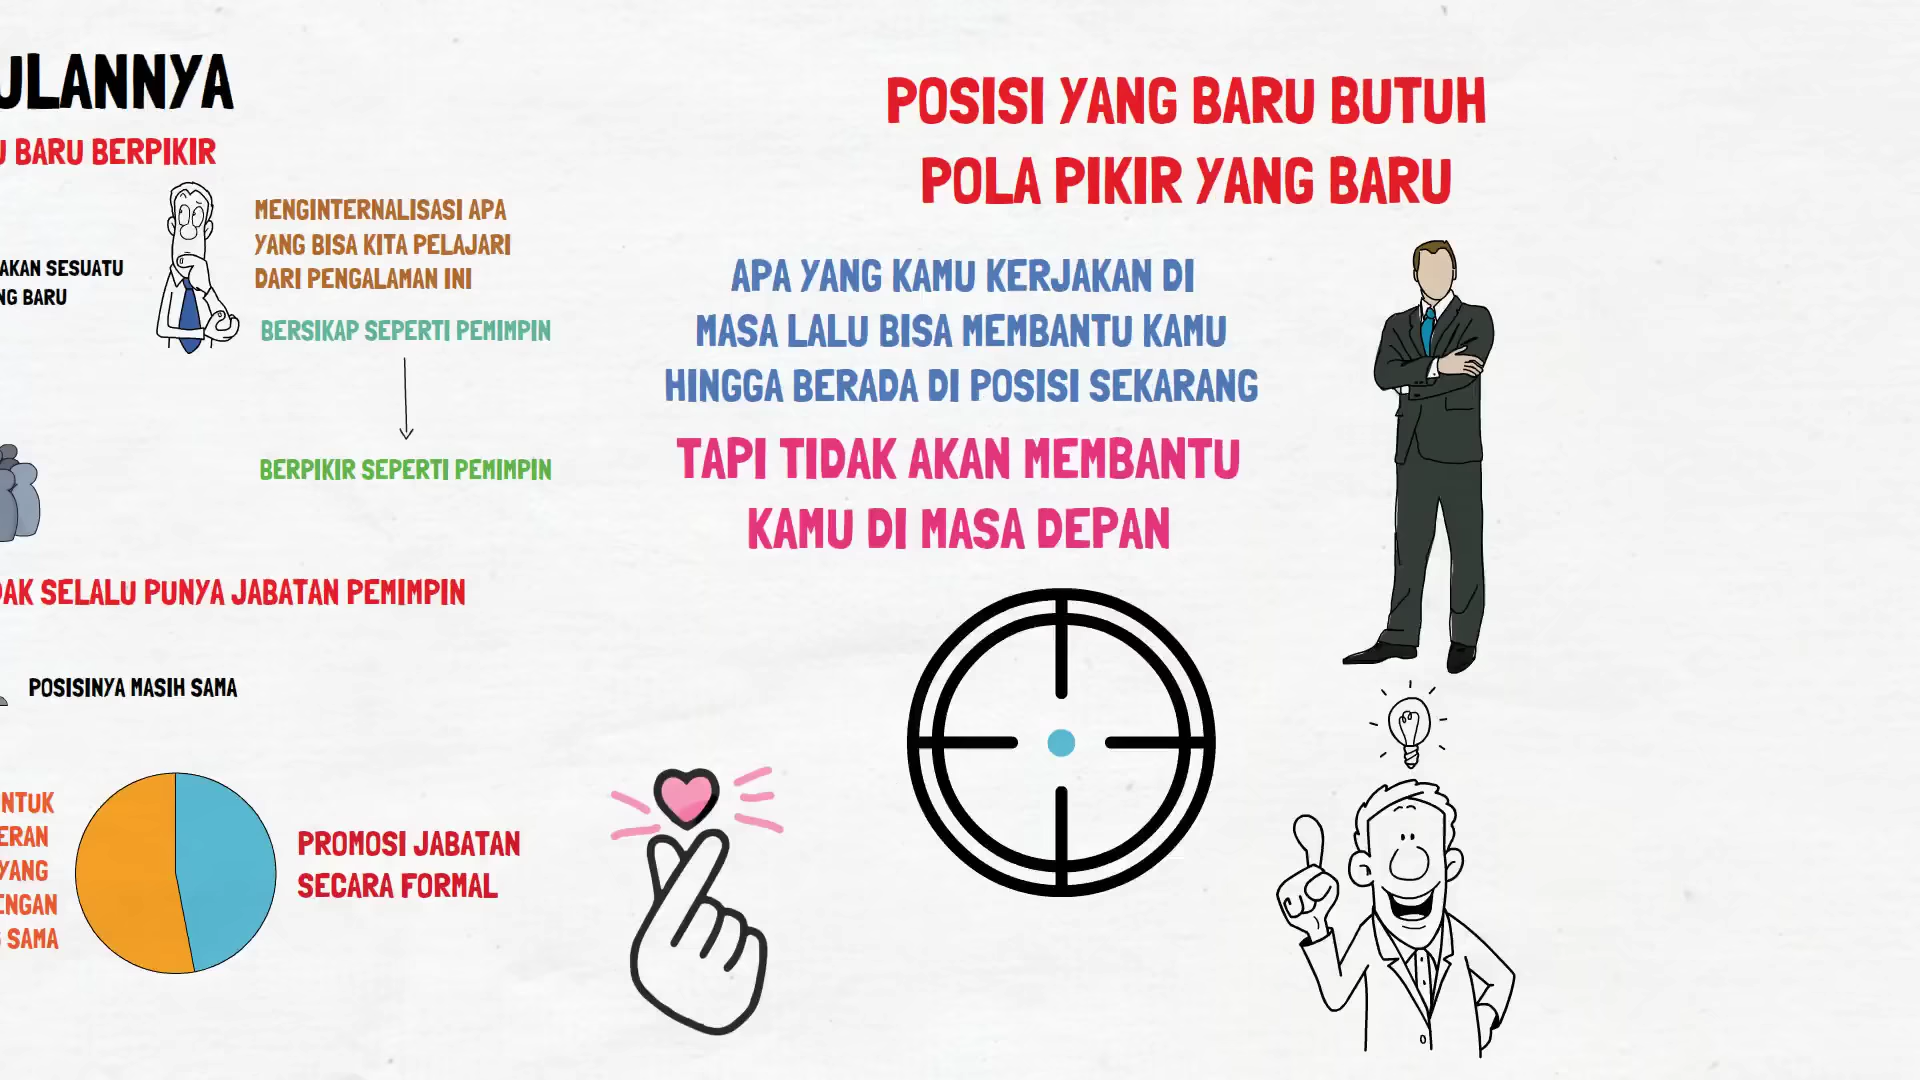 ULANNYA
U BARU BERPIKIR
AKAN SESUATU
NG BARU
MENGINTERNALISASI APA
YANG BISA KITA PELAJARI
DARI PENGALAMAN INI
BERSIKAP SEPERTI PEMIMPIN
BERPIKIR SEPERTI PEMIMPIN
DAK SELALU PUNYA JABATAN PEMIMPIN
POSISINYA MASIH SAMA
NTUK
ERAN
YANG
ENGAN
SAMA
PROMOSI JABATAN
SECARA FORMAL
POSISI YANG BARU BUTUH
POLA PIKIR YANG BARU
APA YANG KAMU KERJAKAN DI
MASA LALU BISA MEMBANTU KAMU
HINGGA BERADA DI POSISI SEKARANG
TAPI TIDAK AKAN MEMBANTU
KAMU DI MASA DEPAN